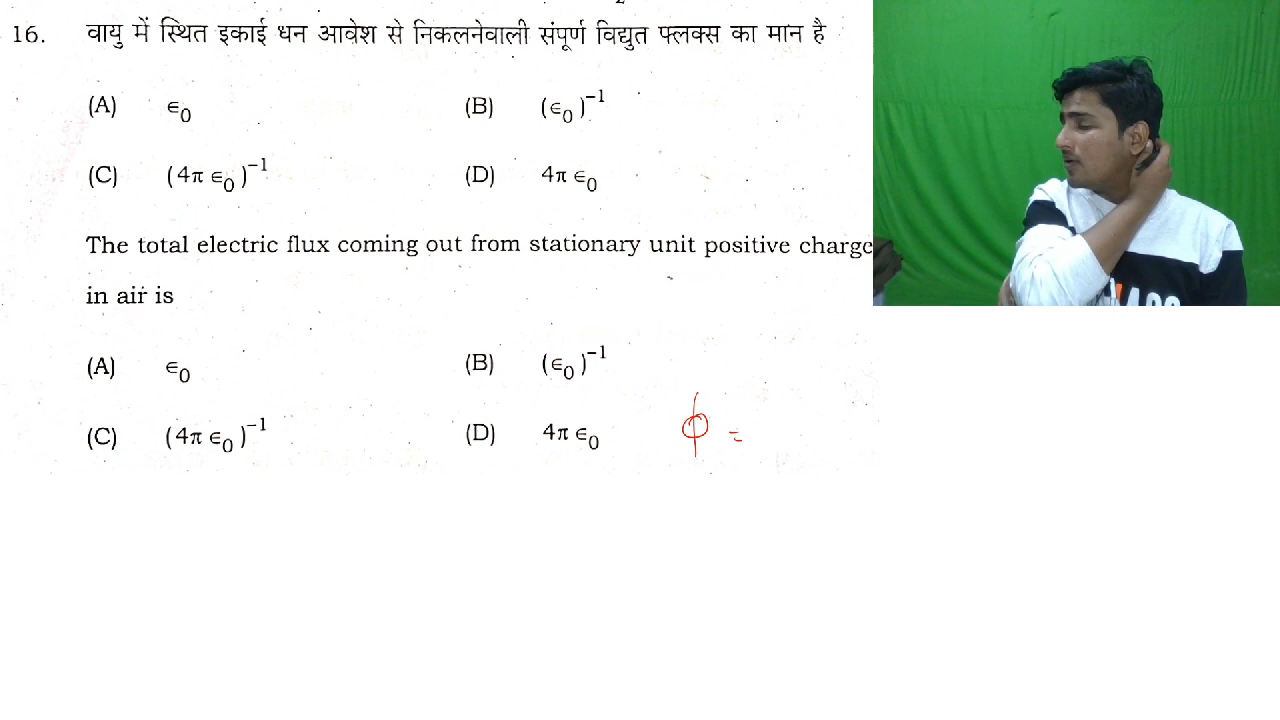 16. वायु में स्थित इकाई धन आवेश से निकलनेवाली संपूर्ण विद्युत फ्लक्स का मान है
(A) ∈₀ (B) (∈₀)⁻¹
(C) (4π ∈₀)⁻¹ (D) 4π ∈₀
The total electric flux coming out from stationary unit positive charge
in air is
(A) ∈₀ (B) (∈₀)⁻¹
(C) (4π ∈₀)⁻¹ (D) 4π ∈₀
ϕ =